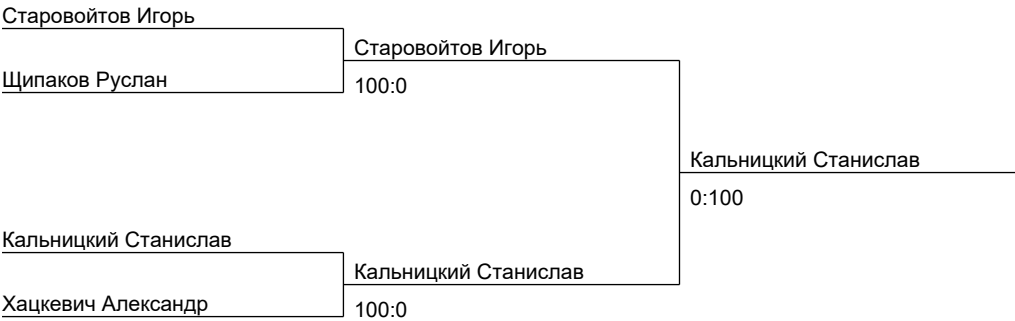 Старовойтов Игорь
Старовойтов Игорь
Щипаков Руслан
100:0
Кальницкий Станислав
0:100
Кальницкий Станислав
Кальницкий Станислав
Хацкевич Александр
100:0